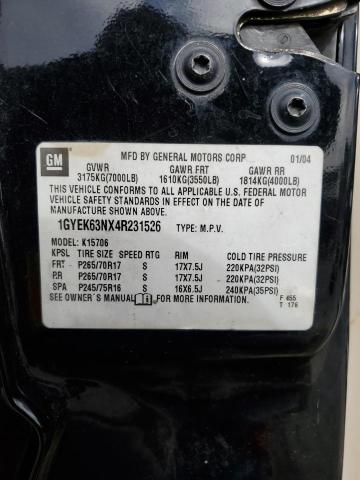 GM
MFD BY GENERAL MOTORS CORP 01/04
GVWR GAWR FRT GAWR RR
3175KG(7000LB) 1610KG(3550LB) 1814KG(4000LB)
THIS VEHICLE CONFORMS TO ALL APPLICABLE U.S. FEDERAL MOTOR
VEHICLE SAFETY STANDARDS IN EFFECT ON THE DATE OF
MANUFACTURE SHOWN ABOVE.
1GYEK63NX4R231526 TYPE: M.P.V.
MODEL: K15706
KPSL TIRE SIZE SPEED RTG RIM COLD TIRE PRESSURE
FRT P265/70R17 S 17X7.5J 220KPA(32PSI)
RR P265/70R17 S 17X7.5J 220KPA(32PSI)
SPA P245/75R16 S 16X6.5J 240KPA(35PSI)
SEE OWNER'S MANUAL FOR MORE INFORMATION. F 455
T 176